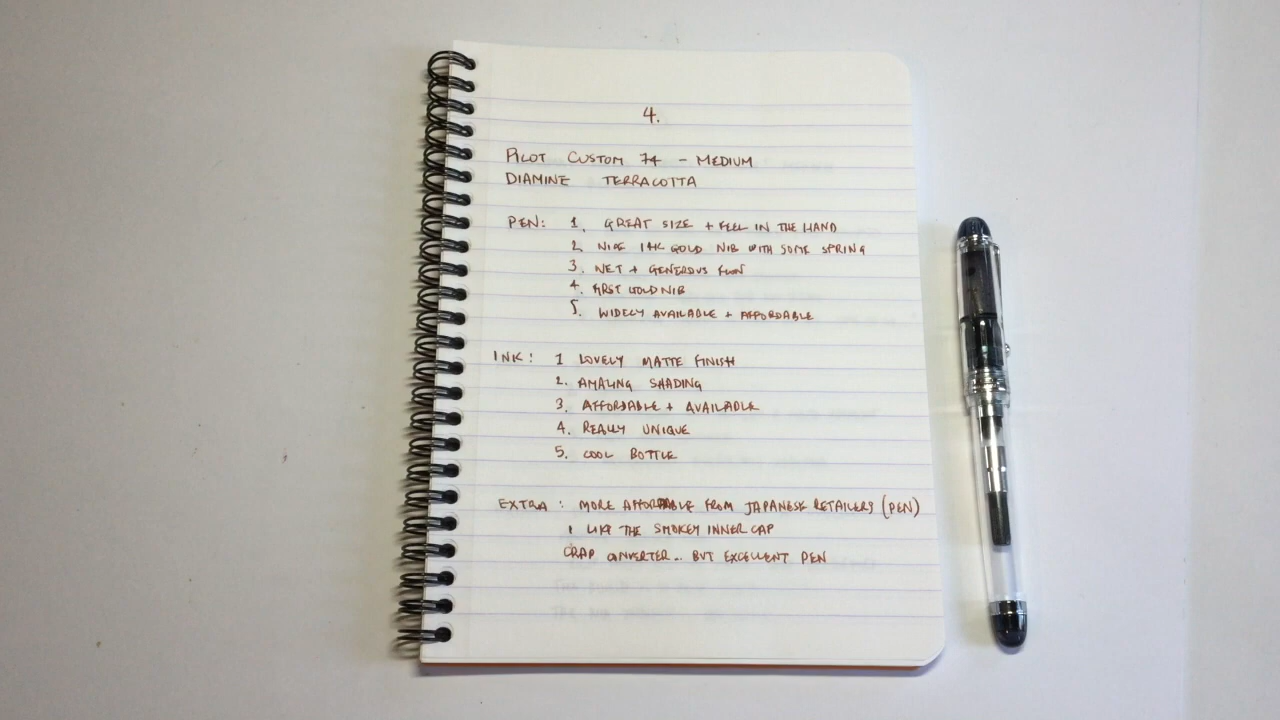 4.
PILOT CUSTOM 74 - MEDIUM
DIAMINE TERRACOTTA
PEN: 1. GREAT SIZE + FEEL IN THE HAND
2. NICE 14K GOLD NIB WITH SOME SPRING
3. WET + GENEROUS FLOW
4. FIRST GOLD NIB
5. WIDELY AVAILABLE + AFFORDABLE
INK: 1 LOVELY MATTE FINISH
2. AMAZING SHADING
3. AFFORDABLE + AVAILABLE
4. REALLY UNIQUE
5. COOL BOTTLE
EXTRA: MORE AFFORDABLE FROM JAPANESE RETAILERS (PEN)
I LIKE THE SMOKEY INNER CAP
CRAP CONVERTER.. BUT EXCELLENT PEN